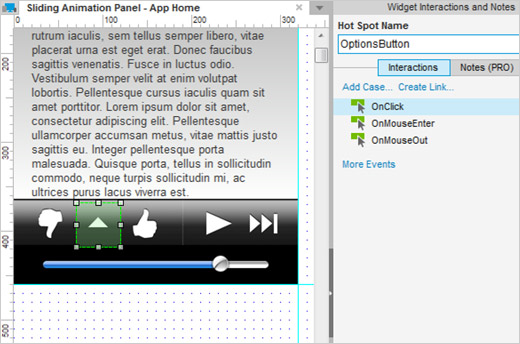 Sliding Animation Panel - App Home
Widget Interactions and Notes
0
100
200
300
Hot Spot Name
OptionsButton
Interactions
Notes (PRO)
Add Case...
Create Link...
OnClick
OnMouseEnter
OnMouseOut
More Events
200
300
400
500
rutrum iaculis, sem tellus semper libero, vitae
placerat urna est eget erat. Donec faucibus
sagittis venenatis. Fusce in luctus odio.
Vestibulum semper velit at enim volutpat
lobortis. Pellentesque cursus iaculis quam sit
amet porttitor. Lorem ipsum dolor sit amet,
consectetur adipiscing elit. Pellentesque
ullamcorper accumsan metus, vitae mattis justo
sagittis eu. Integer pellentesque porta
malesuada. Quisque porta, tellus in sollicitudin
commodo, neque turpis sollicitudin mi, ac
ultrices purus lacus viverra est.